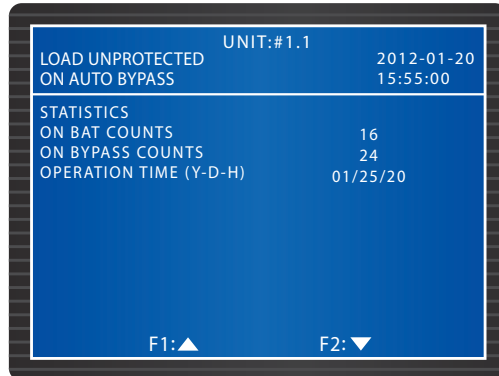 UNIT:#1.1
LOAD UNPROTECTED 2012-01-20
ON AUTO BYPASS 15:55:00
STATISTICS
ON BAT COUNTS 16
ON BYPASS COUNTS 24
OPERATION TIME (Y-D-H) 01/25/20
F1:▲ F2:▼